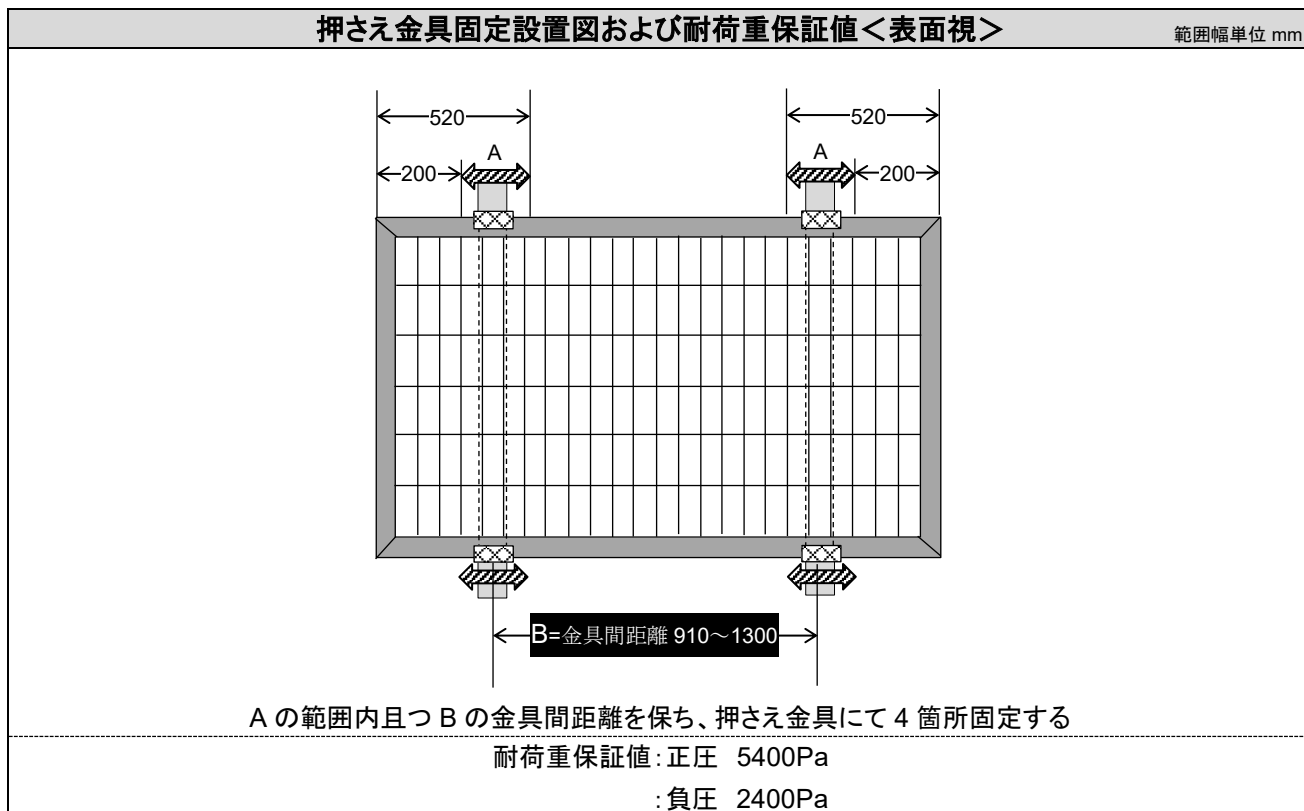 押さえ金具固定設置図および耐荷重保証値＜表面視＞ 範囲幅単位 mm
520 520
A A
200 200
B=金具間距離 910～1300
A の範囲内且つ B の金具間距離を保ち、押さえ金具にて 4 箇所固定する
耐荷重保証値：正圧 5400Pa
：負圧 2400Pa